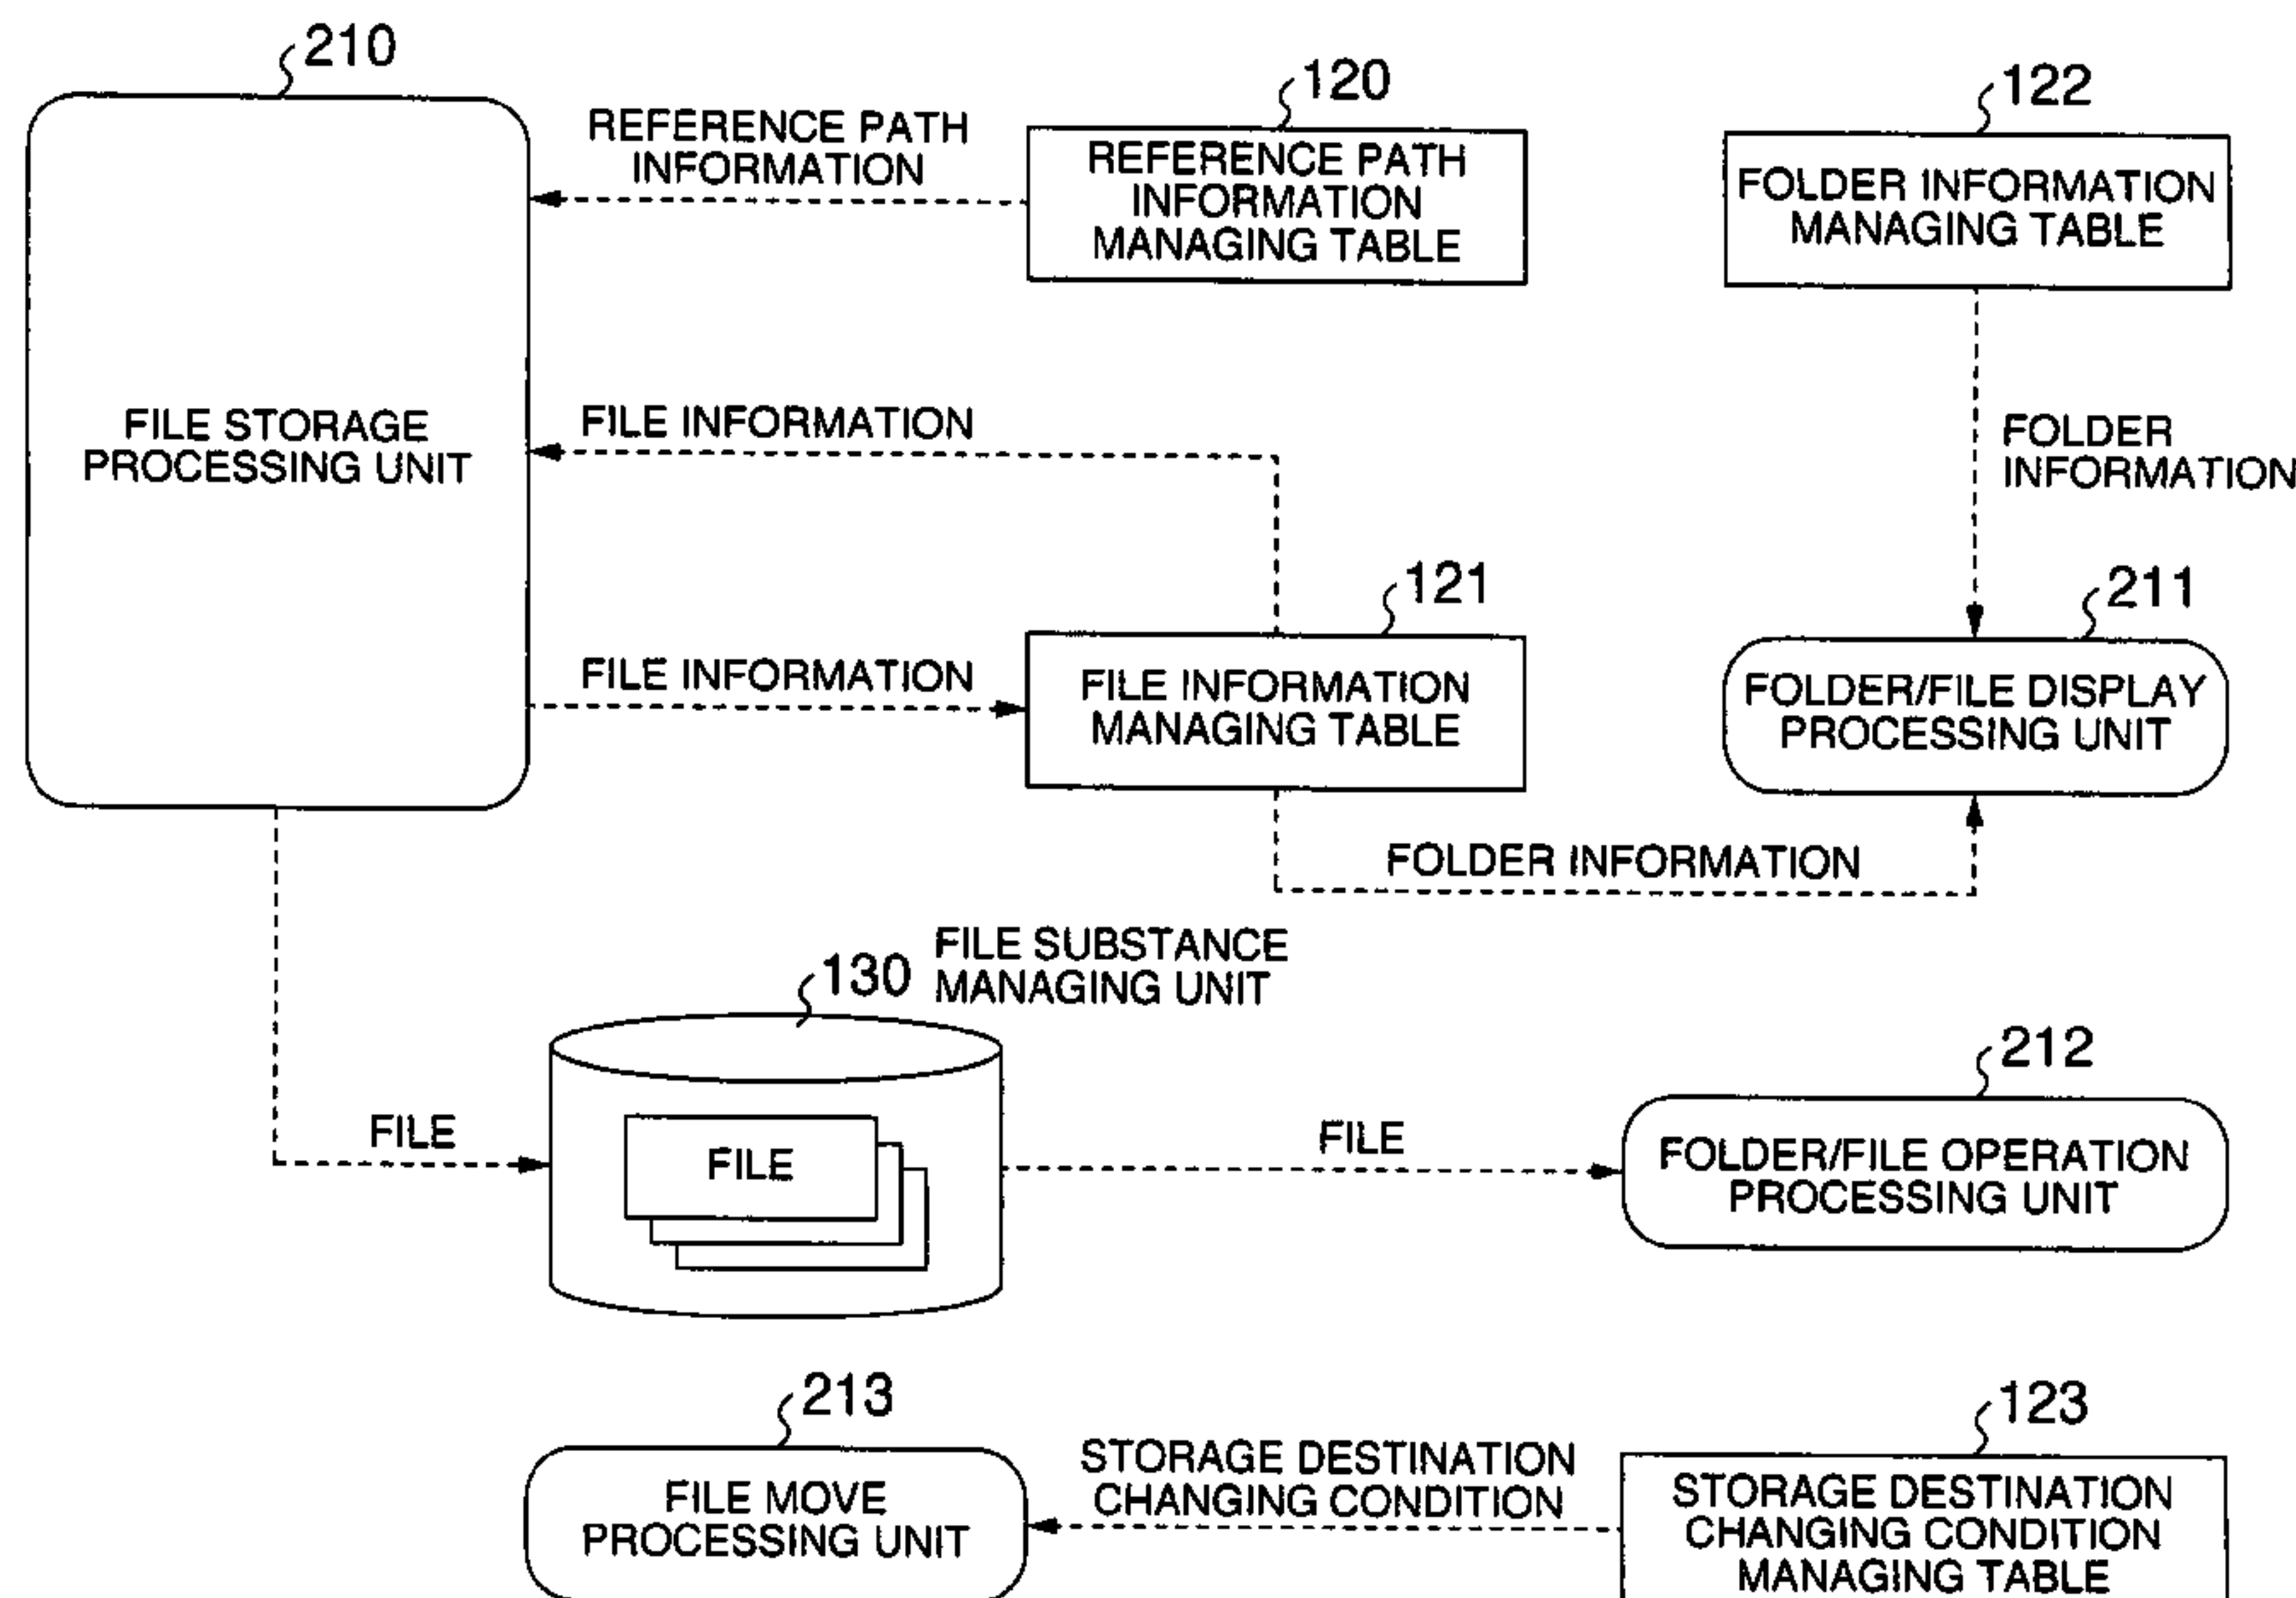 210
120
122
REFERENCE PATH
INFORMATION
REFERENCE PATH
INFORMATION
MANAGING TABLE
FOLDER INFORMATION
MANAGING TABLE
FILE STORAGE
PROCESSING UNIT
FILE INFORMATION
FOLDER
INFORMATION
121
211
FILE INFORMATION
FILE INFORMATION
MANAGING TABLE
FOLDER/FILE DISPLAY
PROCESSING UNIT
FOLDER INFORMATION
130
FILE SUBSTANCE
MANAGING UNIT
212
FILE
FILE
FILE
FOLDER/FILE OPERATION
PROCESSING UNIT
213
123
FILE MOVE
PROCESSING UNIT
STORAGE DESTINATION
CHANGING CONDITION
STORAGE DESTINATION
CHANGING CONDITION
MANAGING TABLE